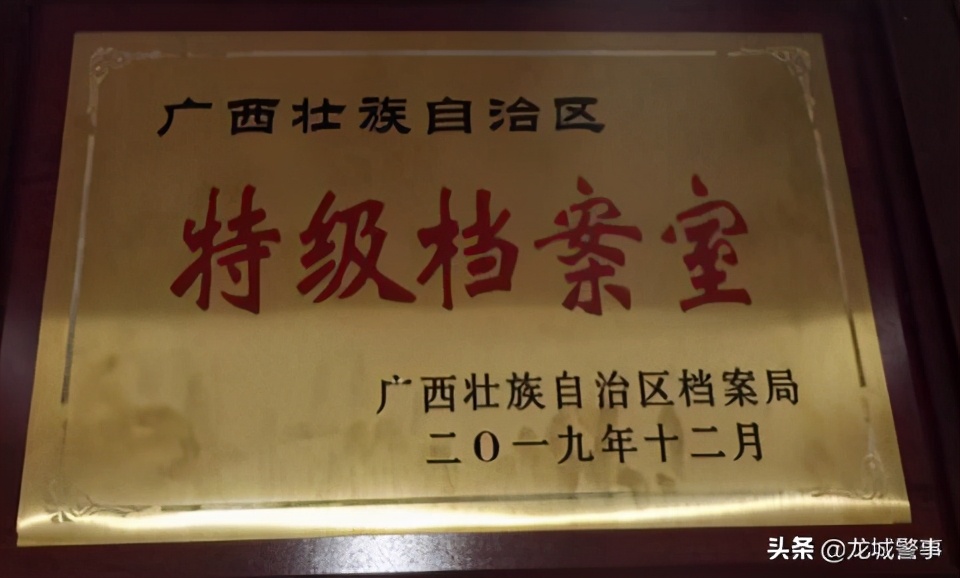 广西壮族自治区
特级档案室
广西壮族自治区档案局
二〇一九年十二月
头条 @龙城警事